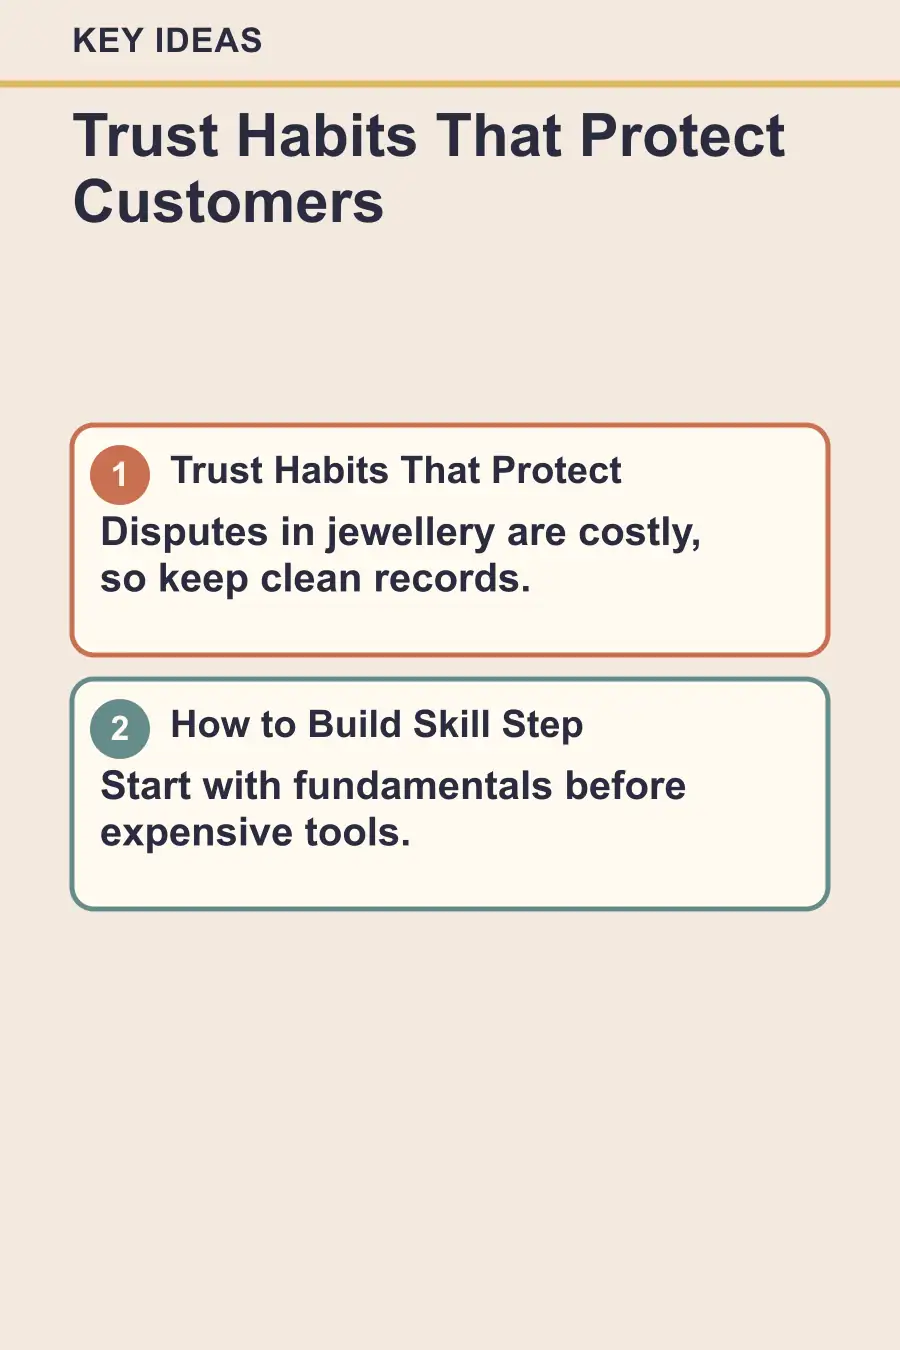 KEY IDEAS
Trust Habits That Protect
Customers
1 Trust Habits That Protect
Disputes in jewellery are costly,
so keep clean records.
2 How to Build Skill Step
Start with fundamentals before
expensive tools.